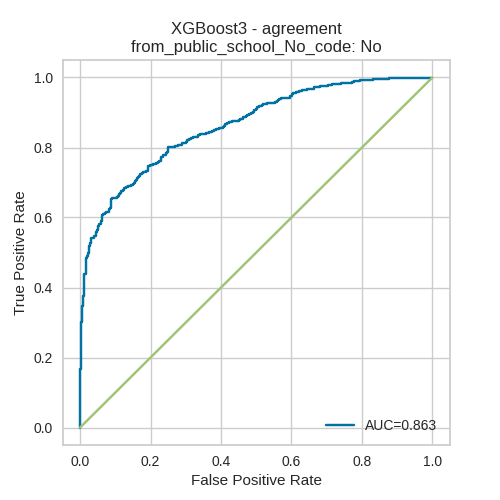 XGBoost3 - agreement
from_public_school_No_code: No
1.0
0.8
0.6
0.4
0.2
0.0
True Positive Rate
AUC=0.863
0.0 0.2 0.4 0.6 0.8 1.0
False Positive Rate